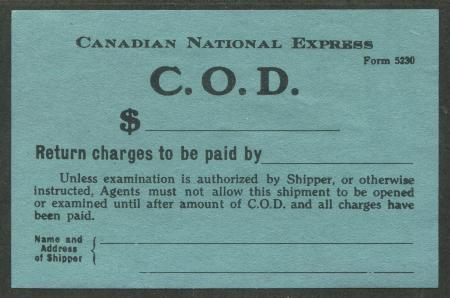 CANADIAN NATIONAL EXPRESS
Form 5230
C.O.D.
$
Return charges to be paid by
Unless examination is authorized by Shipper, or otherwise
instructed, Agents must not allow this shipment to be opened
or examined until after amount of C.O.D. and all charges have
been paid.
Name and
Address
of Shipper